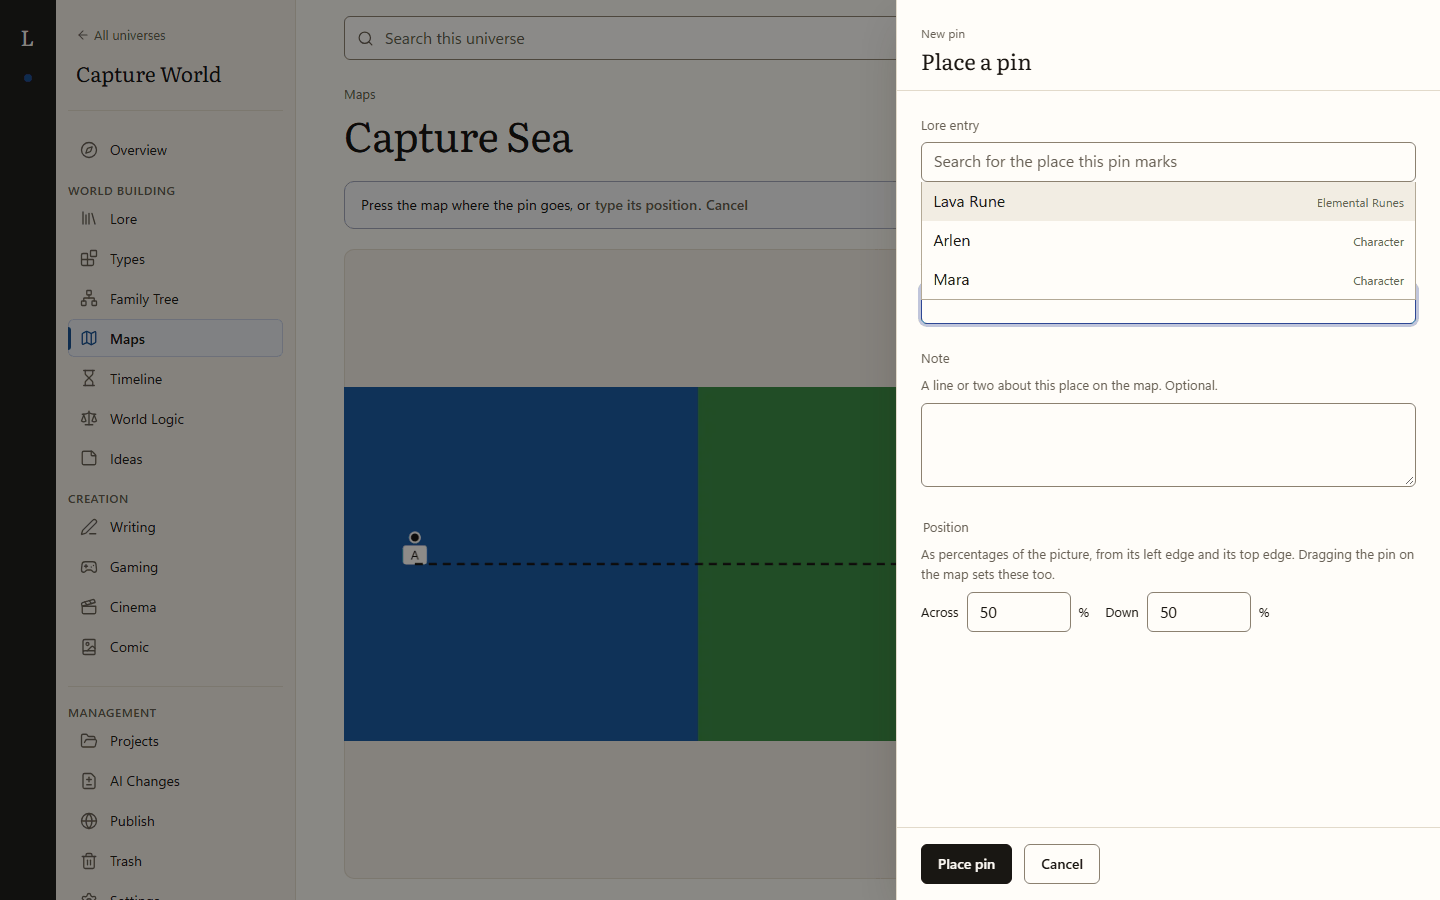 L
All universes
Capture World
Overview
WORLD BUILDING
Lore
Types
Family Tree
Maps
Timeline
World Logic
Ideas
CREATION
Writing
Gaming
Cinema
Comic
MANAGEMENT
Projects
AI Changes
Publish
Trash
Settings
Search this universe
Maps
Capture Sea
Press the map where the pin goes, or type its position. Cancel
A
New pin
Place a pin
Lore entry
Search for the place this pin marks
Lava Rune Elemental Runes
Arlen Character
Mara Character
Note
A line or two about this place on the map. Optional.
Position
As percentages of the picture, from its left edge and its top edge. Dragging the pin on
the map sets these too.
Across 50 % Down 50 %
Place pin Cancel